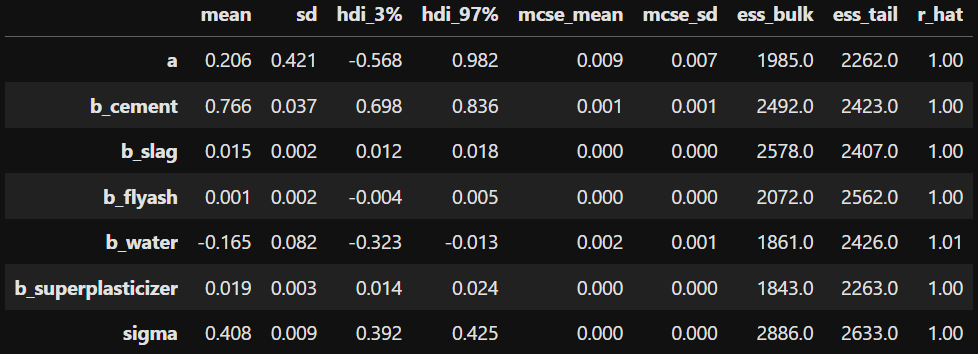 mean sd hdi_3% hdi_97% mcse_mean mcse_sd ess_bulk ess_tail r_hat
a 0.206 0.421 -0.568 0.982 0.009 0.007 1985.0 2262.0 1.00
b_cement 0.766 0.037 0.698 0.836 0.001 0.001 2492.0 2423.0 1.00
b_slag 0.015 0.002 0.012 0.018 0.000 0.000 2578.0 2407.0 1.00
b_flyash 0.001 0.002 -0.004 0.005 0.000 0.000 2072.0 2562.0 1.00
b_water -0.165 0.082 -0.323 -0.013 0.002 0.001 1861.0 2426.0 1.01
b_superplasticizer 0.019 0.003 0.014 0.024 0.000 0.000 1843.0 2263.0 1.00
sigma 0.408 0.009 0.392 0.425 0.000 0.000 2886.0 2633.0 1.00